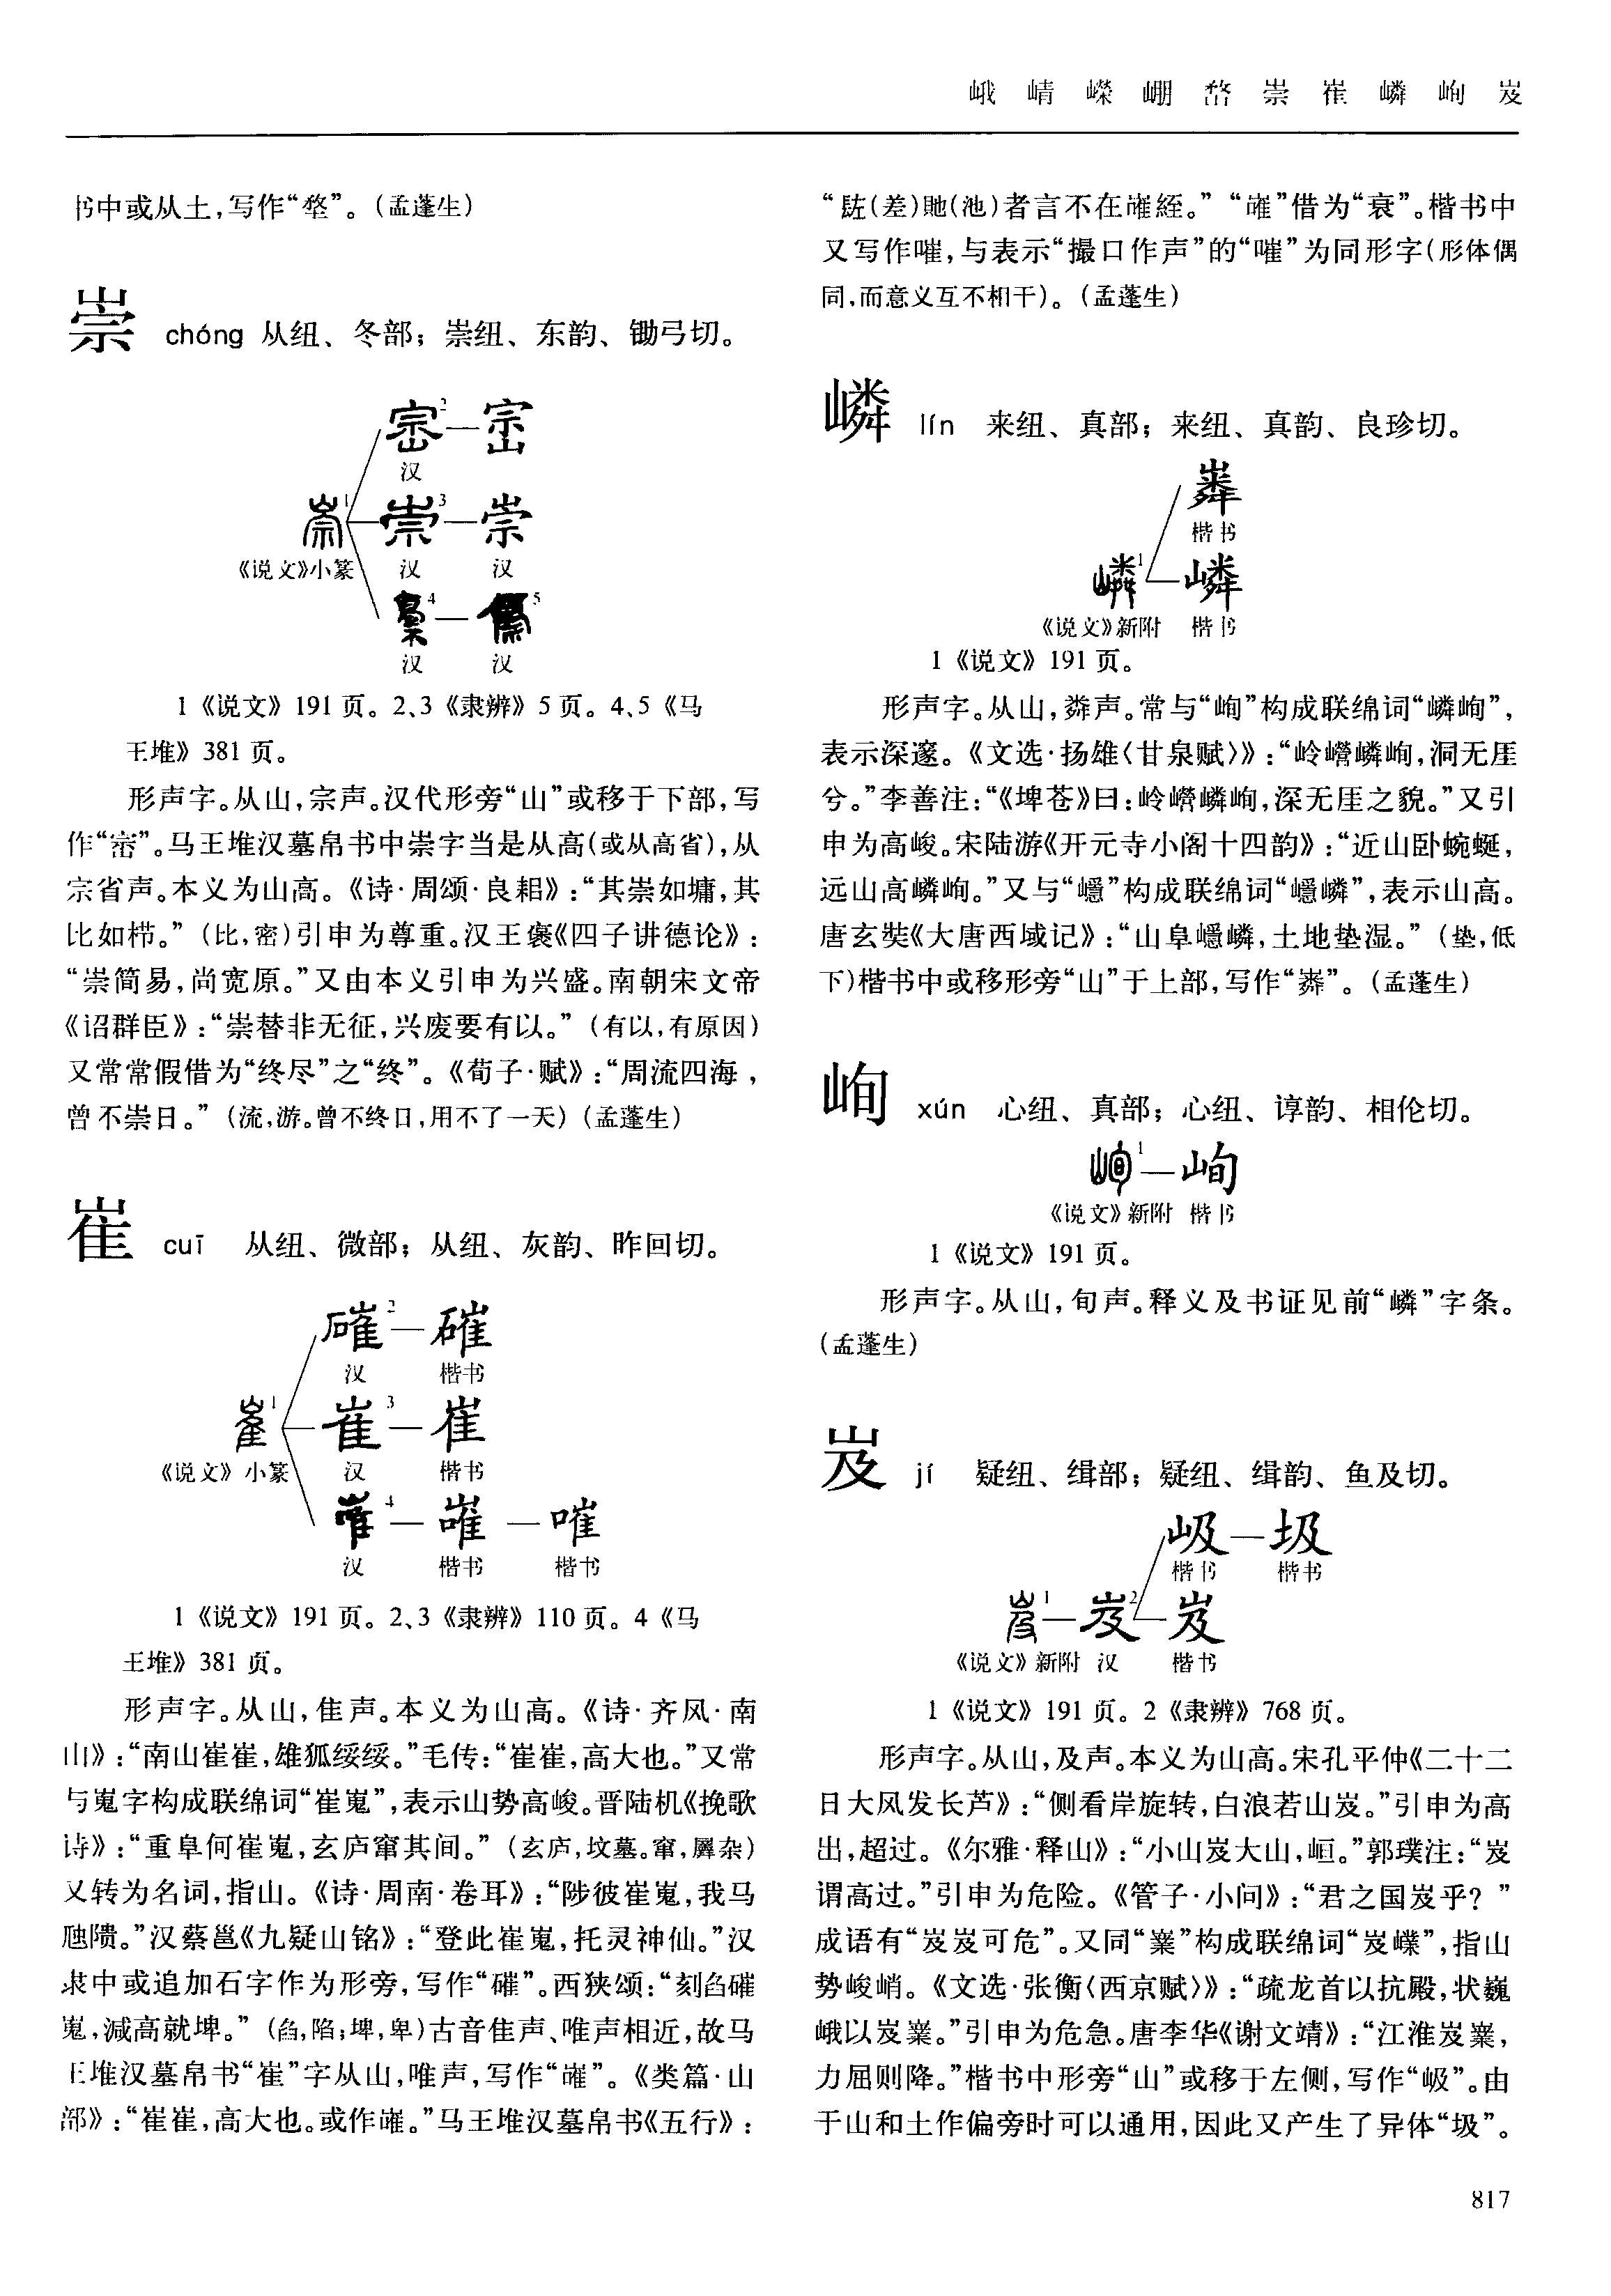 峨 崝 嵘 崩 嵍 崇 崔 嶙 峋 岌
书中或从土,写作“堥”。(孟蓬生)
崇 chóng 从纽、冬部;崇纽、东韵、锄弓切。
崈2—崈
汉
崇1—崇3—崇
《说文》小篆 汉 汉
4—5
汉 汉
1《说文》191页。2、3《隶辨》5页。4、5《马
王堆》381页。
形声字。从山,宗声。汉代形旁“山”或移于下部,写
作“崈”。马王堆汉墓帛书中崇字当是从高(或从高省),从
宗省声。本义为山高。《诗·周颂·良耜》:“其崇如墉,其
比如栉。”(比,密)引申为尊重。汉王褒《四子讲德论》:
“崇简易,尚宽原。”又由本义引申为兴盛。南朝宋文帝
《诏群臣》:“崇替非无征,兴废要有以。”(有以,有原因)
又常常假借为“终尽”之“终”。《荀子·赋》:“周流四海,
曾不崇日。”(流,游。曾不终日,用不了一天)(孟蓬生)
崔 cuī 从纽、微部;从纽、灰韵、昨回切。
磪2—磪
汉 楷书
崔1—崔3—崔
《说文》小篆 汉 楷书
4——嗺
汉 楷书 楷书
1《说文》191页。2、3《隶辨》110页。4《马
王堆》381页。
形声字。从山,隹声。本义为山高。《诗·齐风·南
山》:“南山崔崔,雄狐绥绥。”毛传:“崔崔,高大也。”又常
与嵬字构成联绵词“崔嵬”,表示山势高峻。晋陆机《挽歌
诗》:“重阜何崔嵬,玄庐窜其间。”(玄庐,坟墓。窜,羼杂)
又转为名词,指山。《诗·周南·卷耳》:“陟彼崔嵬,我马
虺隤。”汉蔡邕《九疑山铭》:“登此崔嵬,托灵神仙。”汉
隶中或追加石字作为形旁,写作“磪”。西狭颂:“刻臽磪
嵬,减高就埤。”(臽,陷;埤,卑)古音隹声、唯声相近,故马
王堆汉墓帛书“崔”字从山,唯声,写作“嶉”。《类篇·山
部》:“崔崔,高大也。或作嶉。”马王堆汉墓帛书《五行》:
“𨲠(差)貤(池)者言不在嶉絰。”“嶉”借为“衰”。楷书中
又写作嗺,与表示“撮口作声”的“嗺”为同形字(形体偶
同,而意义互不相干)。(孟蓬生)
嶙 lín 来纽、真部;来纽、真韵、良珍切。
楷书
嶙1—嶙
《说文》新附 楷书
1《说文》191页。
形声字。从山,粦声。常与“峋”构成联绵词“嶙峋”,
表示深邃。《文选·扬雄〈甘泉赋〉》:“岭巆嶙峋,洞无厓
兮。”李善注:“《埤苍》曰:岭巆嶙峋,深无厓之貌。”又引
申为高峻。宋陆游《开元寺小阁十四韵》:“近山卧蜿蜒,
远山高嶙峋。”又与“嶾”构成联绵词“嶾嶙”,表示山高。
唐玄奘《大唐西域记》:“山阜嶾嶙,土地垫湿。”(垫,低
下)楷书中或移形旁“山”于上部,写作“”。(孟蓬生)
峋 xún 心纽、真部;心纽、谆韵、相伦切。
峋1—峋
《说文》新附 楷书
1《说文》191页。
形声字。从山,旬声。释义及书证见前“嶙”字条。
(孟蓬生)
岌 jí 疑纽、缉部;疑纽、缉韵、鱼及切。
岋—圾
楷书 楷书
岌1—岌2—岌
《说文》新附 汉 楷书
1《说文》191页。2《隶辨》768页。
形声字。从山,及声。本义为山高。宋孔平仲《二十二
日大风发长芦》:“侧看岸旋转,白浪若山岌。”引申为高
出,超过。《尔雅·释山》:“小山岌大山,峘。”郭璞注:“岌
谓高过。”引申为危险。《管子·小问》:“君之国岌乎?”
成语有“岌岌可危”。又同“嶪”构成联绵词“岌嶫”,指山
势峻峭。《文选·张衡〈西京赋〉》:“疏龙首以抗殿,状巍
峨以岌嶪。”引申为危急。唐李华《谢文靖》:“江淮岌嶪,
力屈则降。”楷书中形旁“山”或移于左侧,写作“岋”。由
于山和土作偏旁时可以通用,因此又产生了异体“圾”。
817